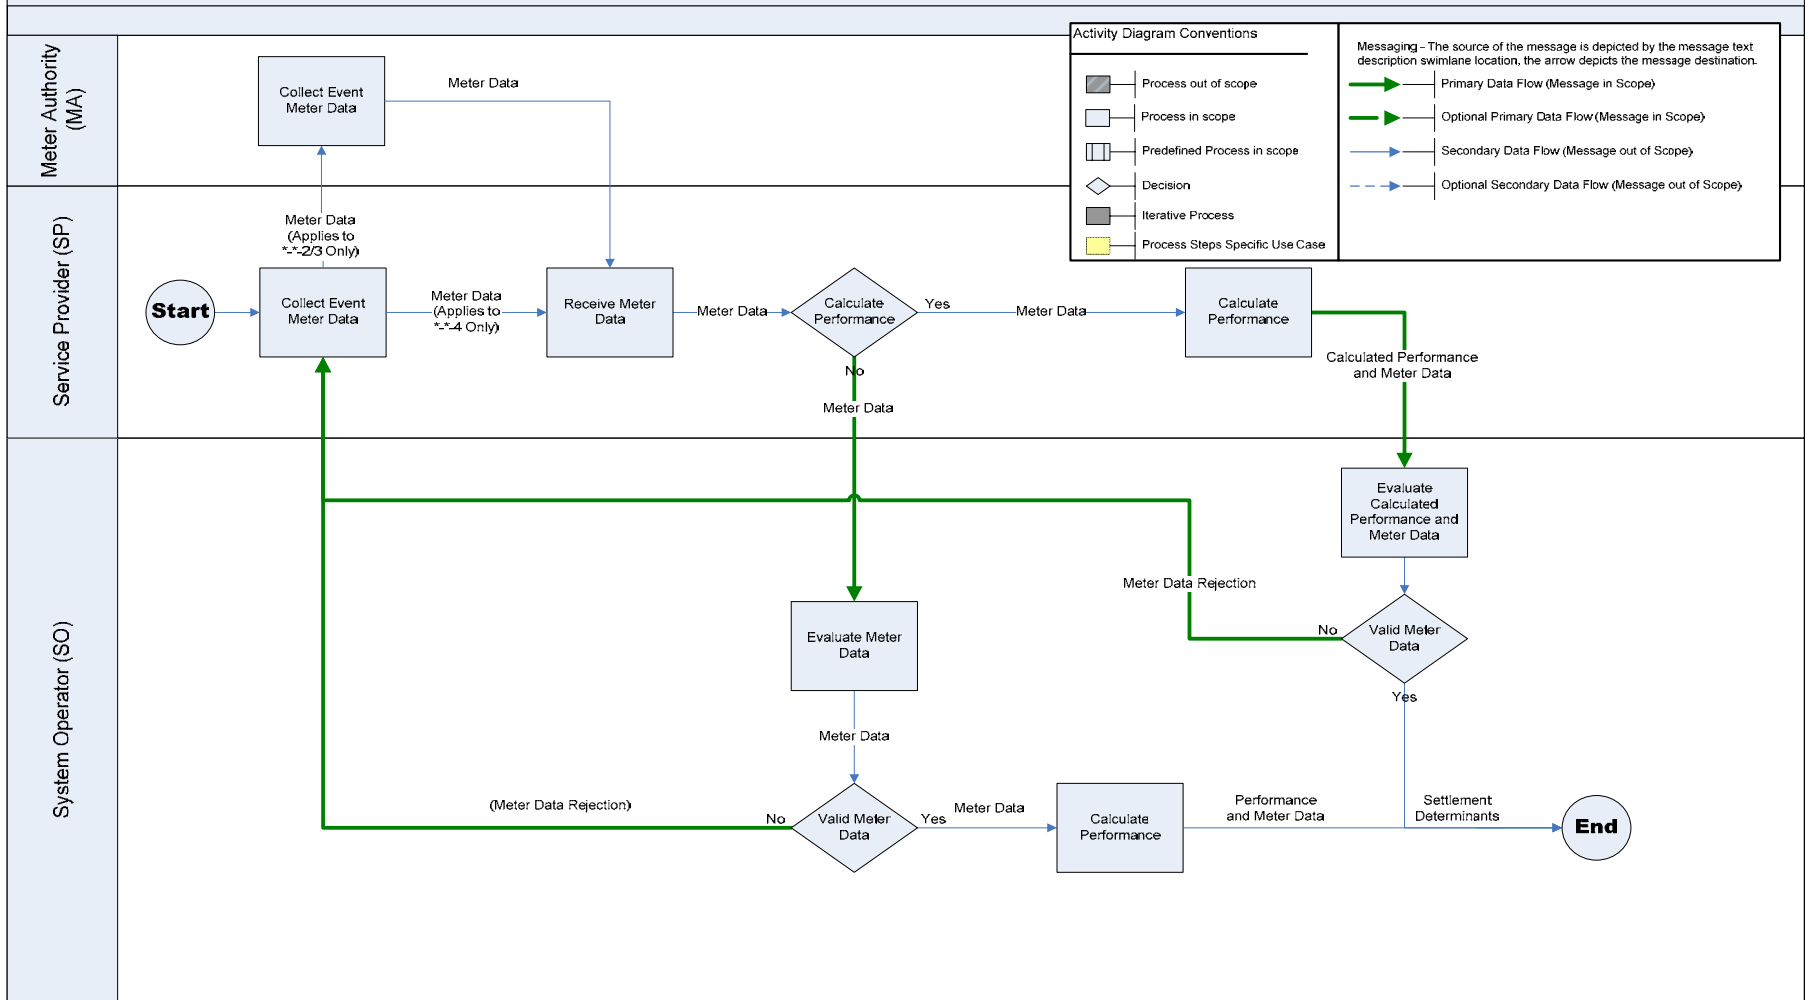 Meter Authority
(MA)
Collect Event
Meter Data
Meter Data
Activity Diagram Conventions
Process out of scope
Process in scope
Predefined Process in scope
Decision
Iterative Process
Process Steps Specific Use Case
Messaging – The source of the message is depicted by the message text
description swimlane location, the arrow depicts the message destination.
Primary Data Flow (Message in Scope)
Optional Primary Data Flow (Message in Scope)
Secondary Data Flow (Message out of Scope)
Optional Secondary Data Flow (Message out of Scope)
Service Provider (SP)
Meter Data
(Applies to
*-*-2/3 Only)
Start
Collect Event
Meter Data
Meter Data
(Applies to
*-*-4 Only)
Receive Meter
Data
Meter Data
Calculate
Performance
Yes
Meter Data
Calculate
Performance
No
Meter Data
Calculated Performance
and Meter Data
System Operator (SO)
Evaluate
Calculated
Performance and
Meter Data
Meter Data Rejection
No
Valid Meter
Data
Yes
Evaluate Meter
Data
Meter Data
(Meter Data Rejection)
No
Valid Meter
Data
Yes
Meter Data
Calculate
Performance
Performance
and Meter Data
Settlement
Determinants
End